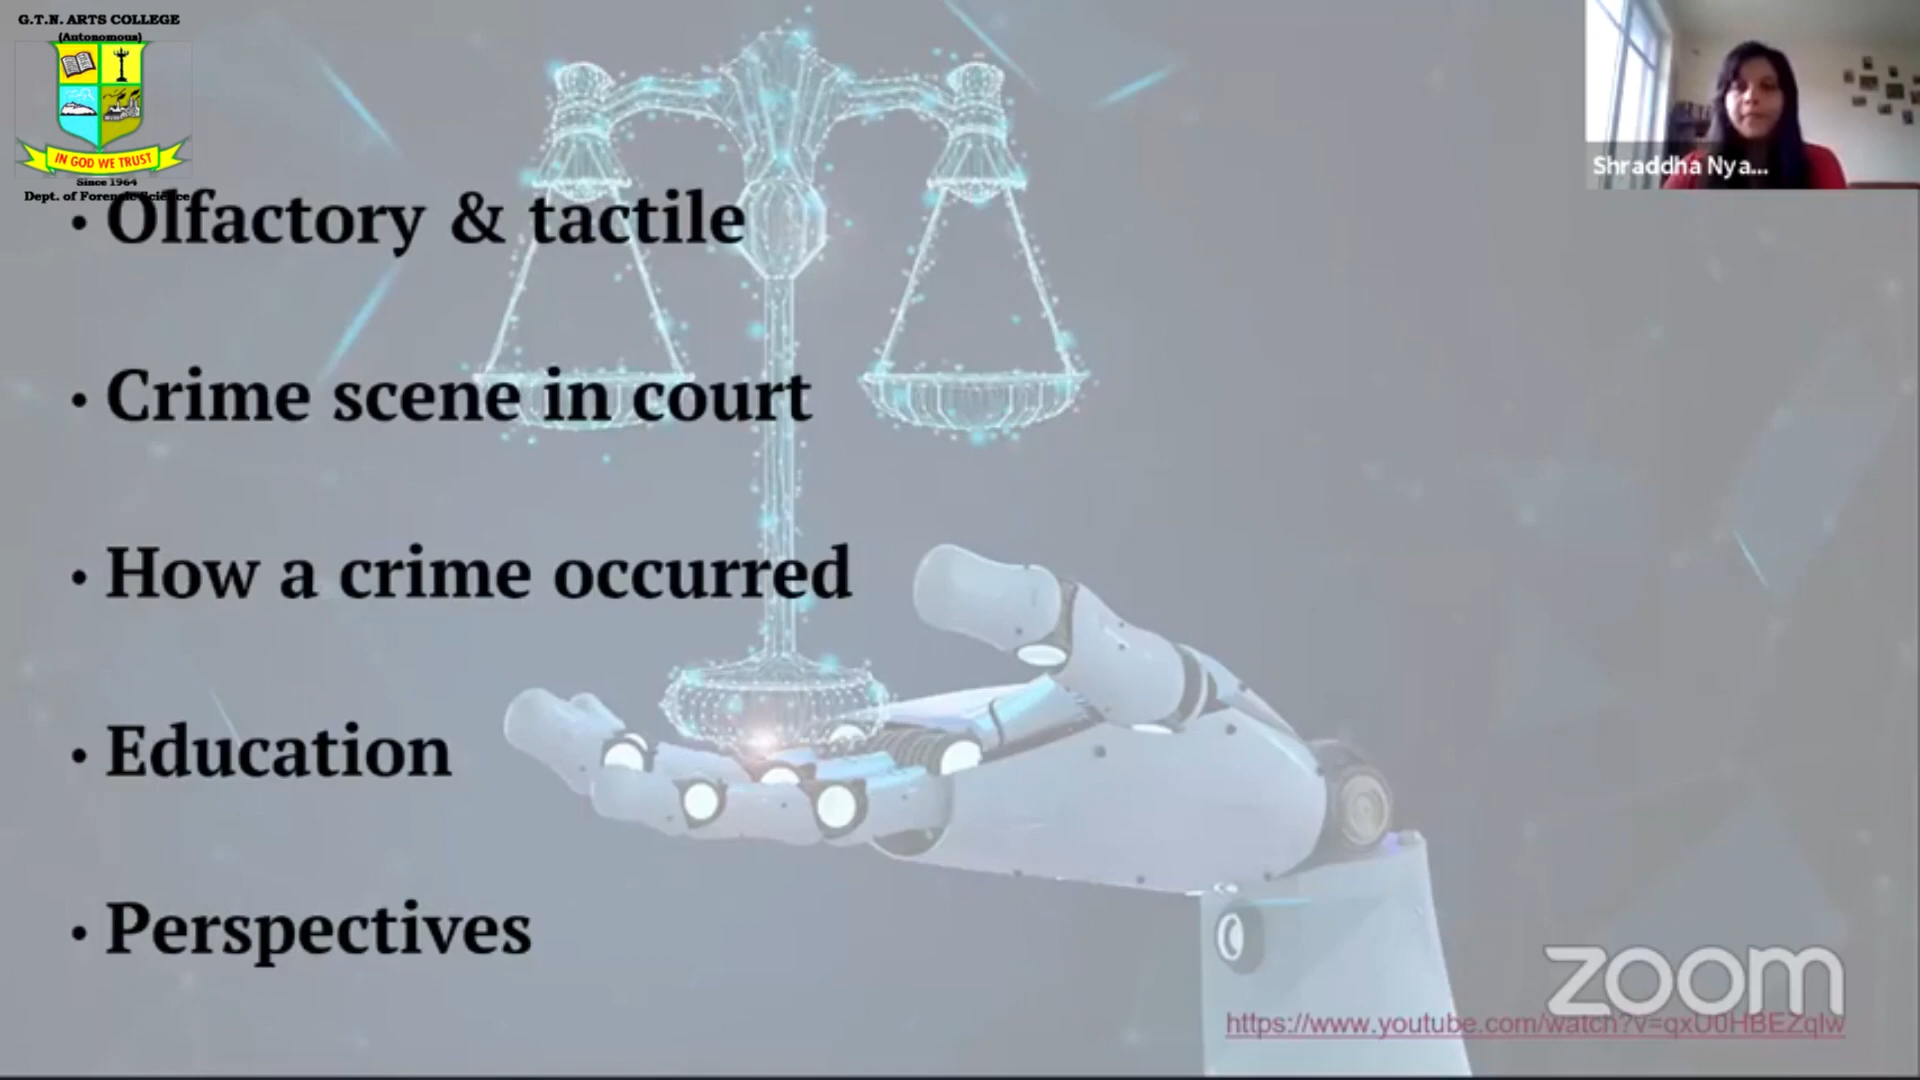 G.T.N. ARTS COLLEGE
(Autonomous)
IN GOD WE TRUST
Since 1964
Dept. of Forensic Science
Shraddha Nya...
• Olfactory & tactile
• Crime scene in court
• How a crime occurred
• Education
• Perspectives
zoom
https://www.youtube.com/watch?v=qxU0HBEZqlw